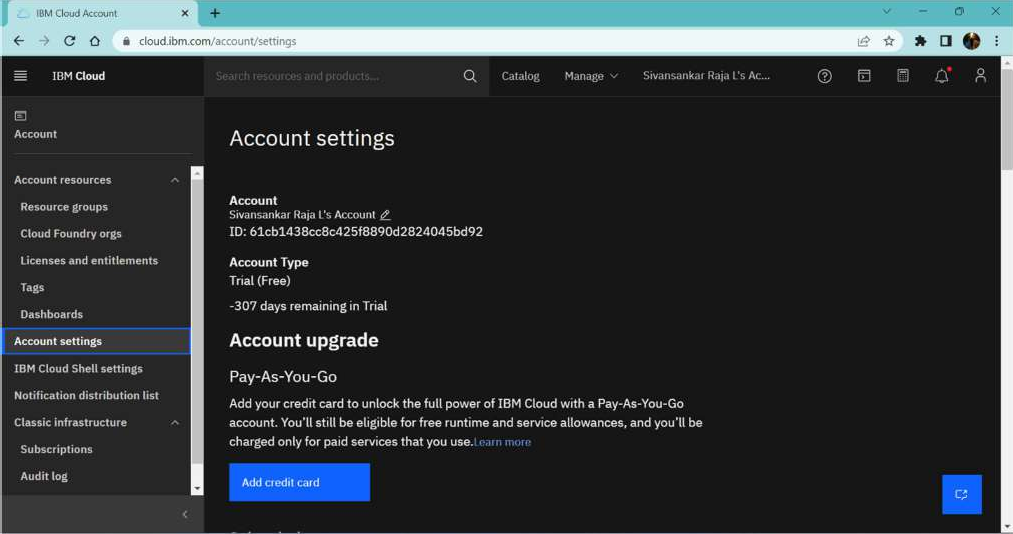 IBM Cloud Account
cloud.ibm.com/account/settings
IBM Cloud
Search resources and products...
Catalog
Manage
Sivansankar Raja L's Ac...
Account
Account resources
Resource groups
Cloud Foundry orgs
Licenses and entitlements
Tags
Dashboards
Account settings
IBM Cloud Shell settings
Notification distribution list
Classic infrastructure
Subscriptions
Audit log
Account settings
Account
Sivansankar Raja L's Account
ID: 61cb1438cc8c425f8890d2824045bd92
Account Type
Trial (Free)
-307 days remaining in Trial
Account upgrade
Pay-As-You-Go
Add your credit card to unlock the full power of IBM Cloud with a Pay-As-You-Go
account. You’ll still be eligible for free runtime and service allowances, and you’ll be
charged only for paid services that you use.Learn more
Add credit card